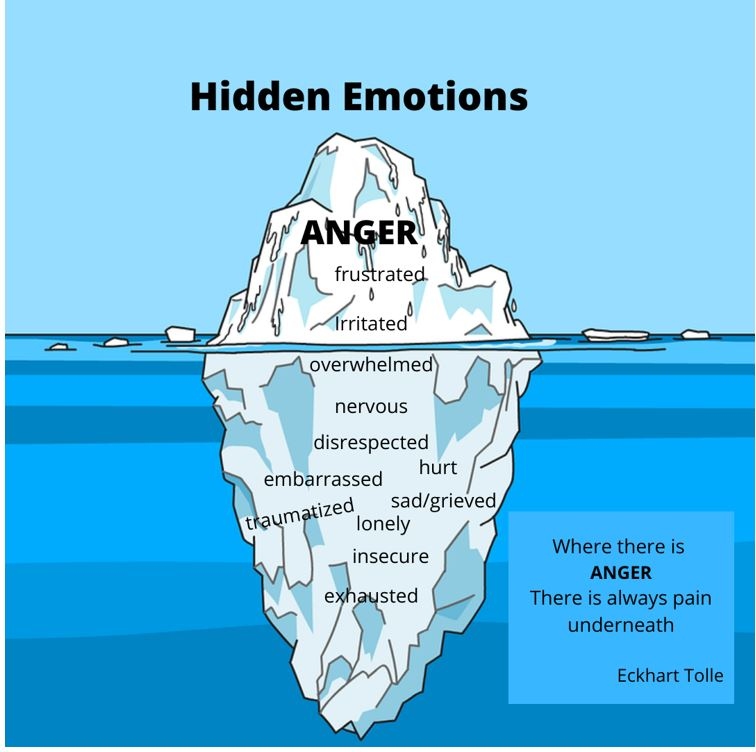 Hidden Emotions
ANGER
frustrated
Irritated
overwhelmed
nervous
disrespected
hurt
embarrassed
sad/grieved
traumatized
lonely
insecure
exhausted
Where there is
ANGER
There is always pain
underneath
Eckhart Tolle